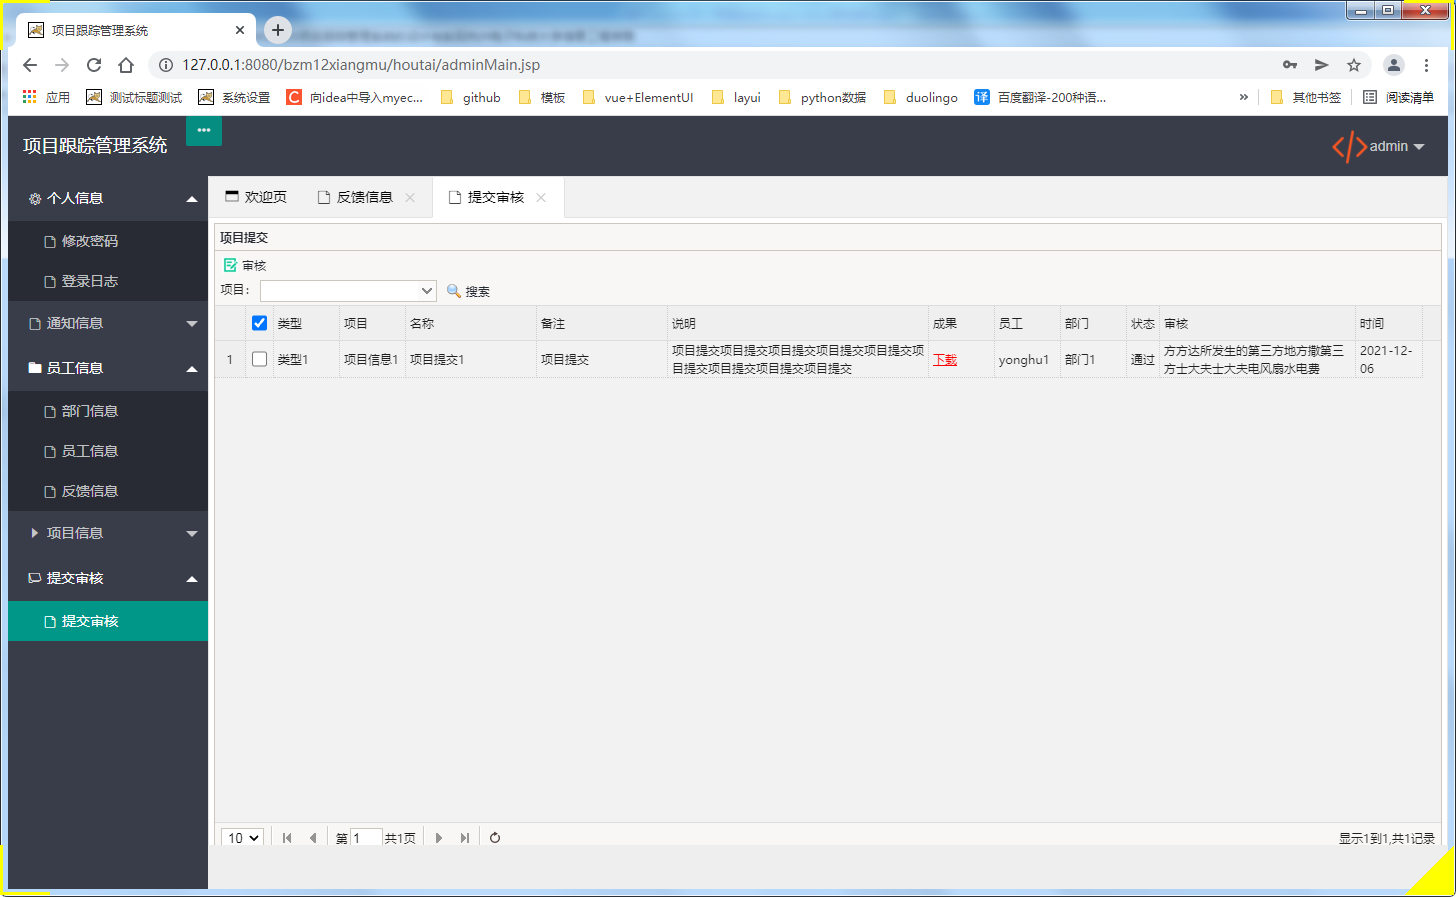 项目跟踪管理系统
127.0.0.1:8080/bzm12xiangmu/houtai/adminMain.jsp
应用 测试标题测试 系统设置 向idea中导入myec... github 模板 vue+ElementUI layui python数据 duolingo 译 百度翻译-200种语... » 其他书签 阅读清单
项目跟踪管理系统 ••• admin
个人信息
修改密码
登录日志
通知信息
员工信息
部门信息
员工信息
反馈信息
项目信息
提交审核
提交审核
欢迎页 反馈信息 提交审核
项目提交
审核
项目： 搜索
类型 项目 名称 备注 说明 成果 员工 部门 状态 审核 时间
1 类型1 项目信息1 项目提交1 项目提交 项目提交项目提交项目提交项目提交项目提交项 下载 yonghu1 部门1 通过 方方达所发生的第三方地方撤第三 2021-12-
目提交项目提交项目提交项目提交 方士大夫士大夫电风扇水电费 06
10 第 1 共1页 显示1到1,共1记录